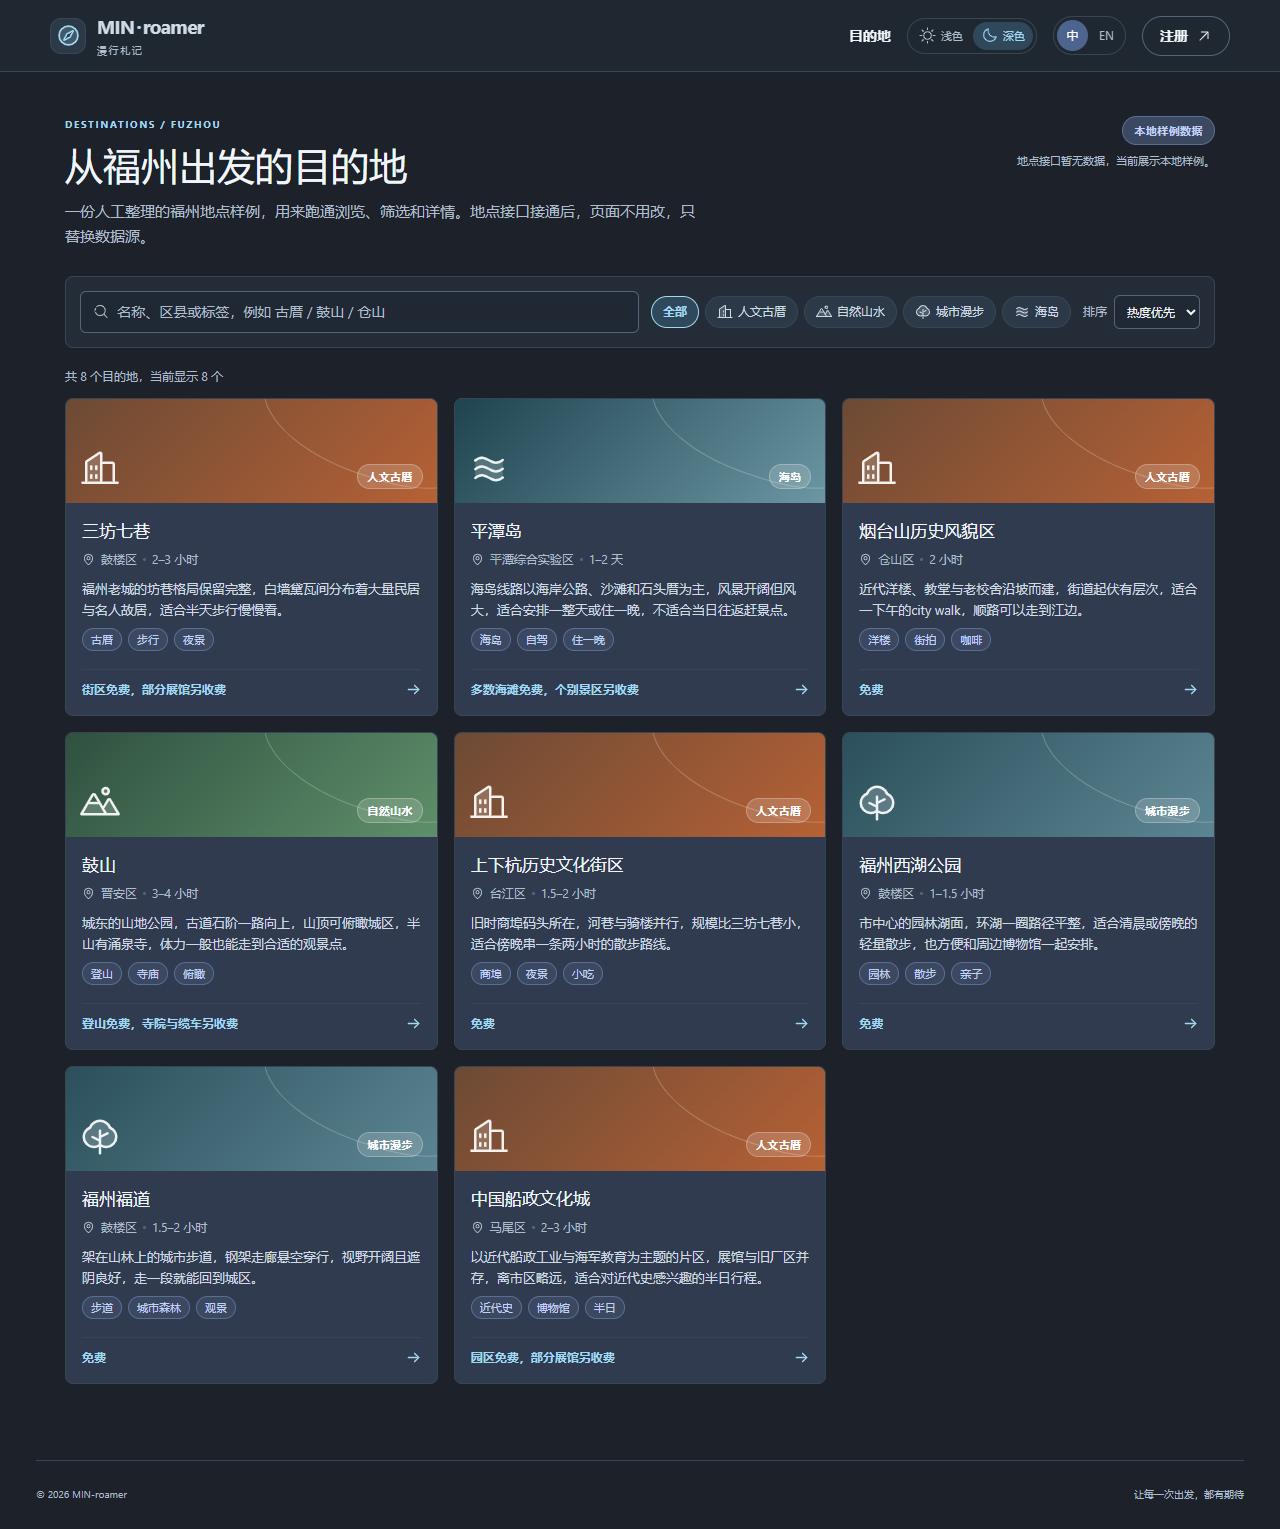 MIN·roamer
漫行札记
目的地
浅色
深色
中
EN
注册
DESTINATIONS / FUZHOU
从福州出发的目的地
一份人工整理的福州地点样例，用来跑通浏览、筛选和详情。地点接口接通后，页面不用改，只
替换数据源。
本地样例数据
地点接口暂无数据，当前展示本地样例。
名称、区县或标签，例如 古厝 / 鼓山 / 仓山
全部
人文古厝
自然山水
城市漫步
海岛
排序
热度优先
共 8 个目的地，当前显示 8 个
人文古厝
三坊七巷
鼓楼区 · 2–3 小时
福州老城的坊巷格局保留完整，白墙黛瓦间分布着大量民居
与名人故居，适合半天步行慢慢看。
古厝
步行
夜景
街区免费，部分展馆另收费
海岛
平潭岛
平潭综合实验区 · 1–2 天
海岛线路以海岸公路、沙滩和石头厝为主，风景开阔但风
大，适合安排一整天或住一晚，不适合当日往返赶景点。
海岛
自驾
住一晚
多数海滩免费，个别景区另收费
人文古厝
烟台山历史风貌区
仓山区 · 2 小时
近代洋楼、教堂与老校舍沿坡而建，街道起伏有层次，适合
一下午的city walk，顺路可以走到江边。
洋楼
街拍
咖啡
免费
自然山水
鼓山
晋安区 · 3–4 小时
城东的山地公园，古道石阶一路向上，山顶可俯瞰城区，半
山有涌泉寺，体力一般也能走到合适的观景点。
登山
寺庙
俯瞰
登山免费，寺院与缆车另收费
人文古厝
上下杭历史文化街区
台江区 · 1.5–2 小时
旧时商埠码头所在，河巷与骑楼并行，规模比三坊七巷小，
适合傍晚串一条两小时的散步路线。
商埠
夜景
小吃
免费
城市漫步
福州西湖公园
鼓楼区 · 1–1.5 小时
市中心的园林湖面，环湖一圈路径平整，适合清晨或傍晚的
轻量散步，也方便和周边博物馆一起安排。
园林
散步
亲子
免费
城市漫步
福州福道
鼓楼区 · 1.5–2 小时
架在山林上的城市步道，钢架走廊悬空穿行，视野开阔且遮
阴良好，走一段就能回到城区。
步道
城市森林
观景
免费
人文古厝
中国船政文化城
马尾区 · 2–3 小时
以近代船政工业与海军教育为主题的片区，展馆与旧厂区并
存，离市区略远，适合对近代史感兴趣的半日行程。
近代史
博物馆
半日
园区免费，部分展馆另收费
© 2026 MIN-roamer
让每一次出发，都有期待